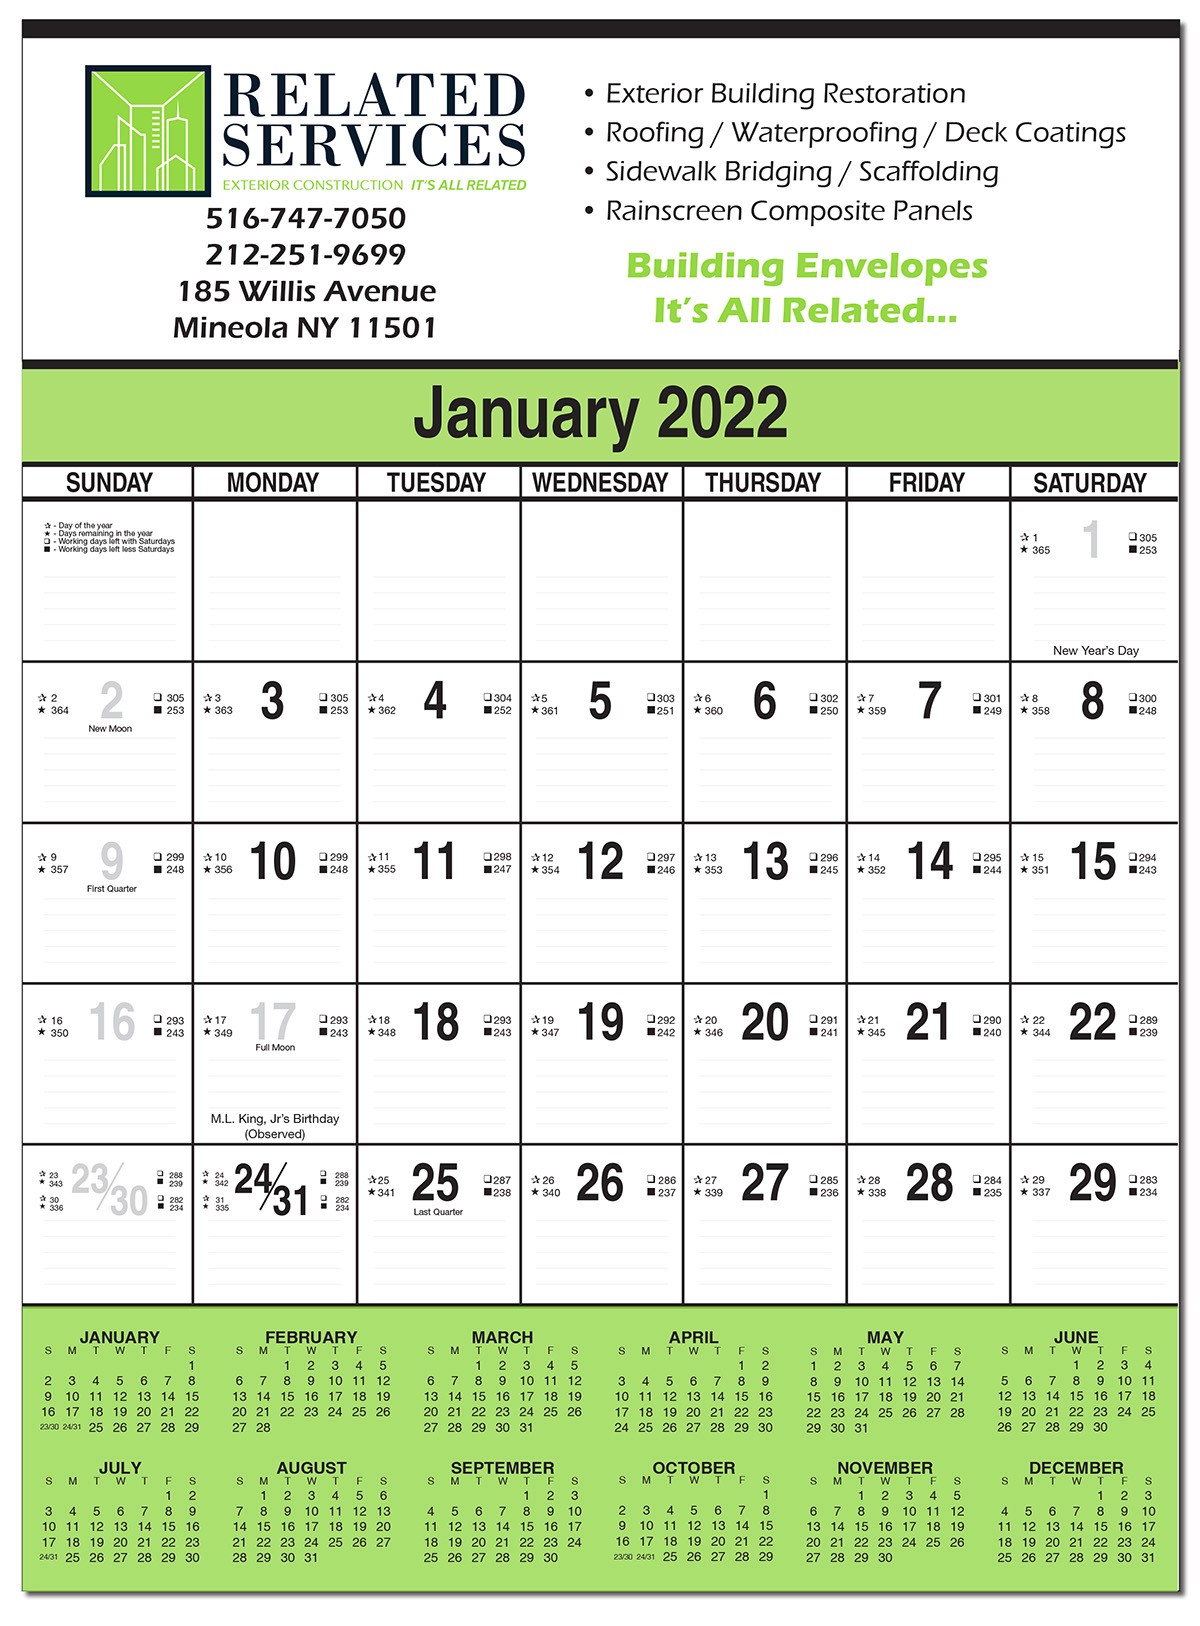 RELATED
SERVICES
EXTERIOR CONSTRUCTION IT'S ALL RELATED
516-747-7050
212-251-9699
185 Willis Avenue
Mineola NY 11501
• Exterior Building Restoration
• Roofing / Waterproofing / Deck Coatings
• Sidewalk Bridging / Scaffolding
• Rainscreen Composite Panels
Building Envelopes
It's All Related...
January 2022
SUNDAY MONDAY TUESDAY WEDNESDAY THURSDAY FRIDAY SATURDAY
✰ - Day of the year
★ - Days remaining in the year
❑ - Working days left with Saturdays
■ - Working days left less Saturdays
✰ 1 1 ❑ 305
★ 365 ■ 253
New Year's Day
✰ 2 2 ❑ 305 ✰ 3 3 ❑ 305 ✰ 4 4 ❑ 304 ✰ 5 5 ❑ 303 ✰ 6 6 ❑ 302 ✰ 7 7 ❑ 301 ✰ 8 8 ❑ 300
★ 364 ■ 253 ★ 363 ■ 253 ★ 362 ■ 252 ★ 361 ■ 251 ★ 360 ■ 250 ★ 359 ■ 249 ★ 358 ■ 248
New Moon
✰ 9 9 ❑ 299 ✰ 10 10 ❑ 299 ✰ 11 11 ❑ 298 ✰ 12 12 ❑ 297 ✰ 13 13 ❑ 296 ✰ 14 14 ❑ 295 ✰ 15 15 ❑ 294
★ 357 ■ 248 ★ 356 ■ 248 ★ 355 ■ 247 ★ 354 ■ 246 ★ 353 ■ 245 ★ 352 ■ 244 ★ 351 ■ 243
First Quarter
✰ 16 16 ❑ 293 ✰ 17 17 ❑ 293 ✰ 18 18 ❑ 293 ✰ 19 19 ❑ 292 ✰ 20 20 ❑ 291 ✰ 21 21 ❑ 290 ✰ 22 22 ❑ 289
★ 350 ■ 243 ★ 349 ■ 243 ★ 348 ■ 243 ★ 347 ■ 242 ★ 346 ■ 241 ★ 345 ■ 240 ★ 344 ■ 239
Full Moon
M.L. King, Jr's Birthday
(Observed)
✰ 23 23/30 ❑ 288 ✰ 24 24/31 ❑ 288 ✰ 25 25 ❑ 287 ✰ 26 26 ❑ 286 ✰ 27 27 ❑ 285 ✰ 28 28 ❑ 284 ✰ 29 29 ❑ 283
★ 343 ■ 239 ★ 342 ■ 239 ★ 341 ■ 238 ★ 340 ■ 237 ★ 339 ■ 236 ★ 338 ■ 235 ★ 337 ■ 234
✰ 30 ❑ 282 ✰ 31 ❑ 282
★ 336 ■ 234 ★ 335 ■ 234
Last Quarter
JANUARY
S M T W T F S
1
2 3 4 5 6 7 8
9 10 11 12 13 14 15
16 17 18 19 20 21 22
23/30 24/31 25 26 27 28 29
FEBRUARY
S M T W T F S
1 2 3 4 5
6 7 8 9 10 11 12
13 14 15 16 17 18 19
20 21 22 23 24 25 26
27 28
MARCH
S M T W T F S
1 2 3 4 5
6 7 8 9 10 11 12
13 14 15 16 17 18 19
20 21 22 23 24 25 26
27 28 29 30 31
APRIL
S M T W T F S
1 2
3 4 5 6 7 8 9
10 11 12 13 14 15 16
17 18 19 20 21 22 23
24 25 26 27 28 29 30
MAY
S M T W T F S
1 2 3 4 5 6 7
8 9 10 11 12 13 14
15 16 17 18 19 20 21
22 23 24 25 26 27 28
29 30 31
JUNE
S M T W T F S
1 2 3 4
5 6 7 8 9 10 11
12 13 14 15 16 17 18
19 20 21 22 23 24 25
26 27 28 29 30
JULY
S M T W T F S
1 2
3 4 5 6 7 8 9
10 11 12 13 14 15 16
17 18 19 20 21 22 23
24/31 25 26 27 28 29 30
AUGUST
S M T W T F S
1 2 3 4 5 6
7 8 9 10 11 12 13
14 15 16 17 18 19 20
21 22 23 24 25 26 27
28 29 30 31
SEPTEMBER
S M T W T F S
1 2 3
4 5 6 7 8 9 10
11 12 13 14 15 16 17
18 19 20 21 22 23 24
25 26 27 28 29 30
OCTOBER
S M T W T F S
1
2 3 4 5 6 7 8
9 10 11 12 13 14 15
16 17 18 19 20 21 22
23/30 24/31 25 26 27 28 29
NOVEMBER
S M T W T F S
1 2 3 4 5
6 7 8 9 10 11 12
13 14 15 16 17 18 19
20 21 22 23 24 25 26
27 28 29 30
DECEMBER
S M T W T F S
1 2 3
4 5 6 7 8 9 10
11 12 13 14 15 16 17
18 19 20 21 22 23 24
25 26 27 28 29 30 31